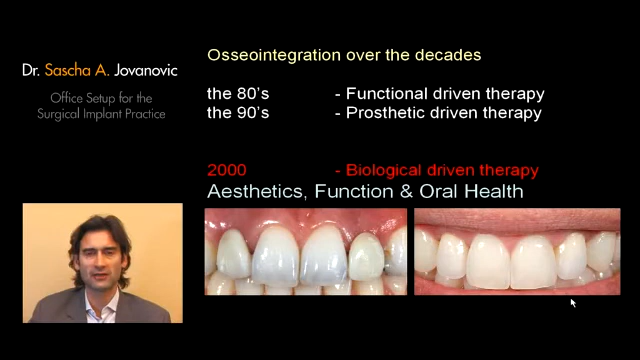 Dr. Sascha A. Jovanovic
Office Setup for the
Surgical Implant Practice
Osseointegration over the decades
the 80's - Functional driven therapy
the 90's - Prosthetic driven therapy
2000 - Biological driven therapy
Aesthetics, Function & Oral Health